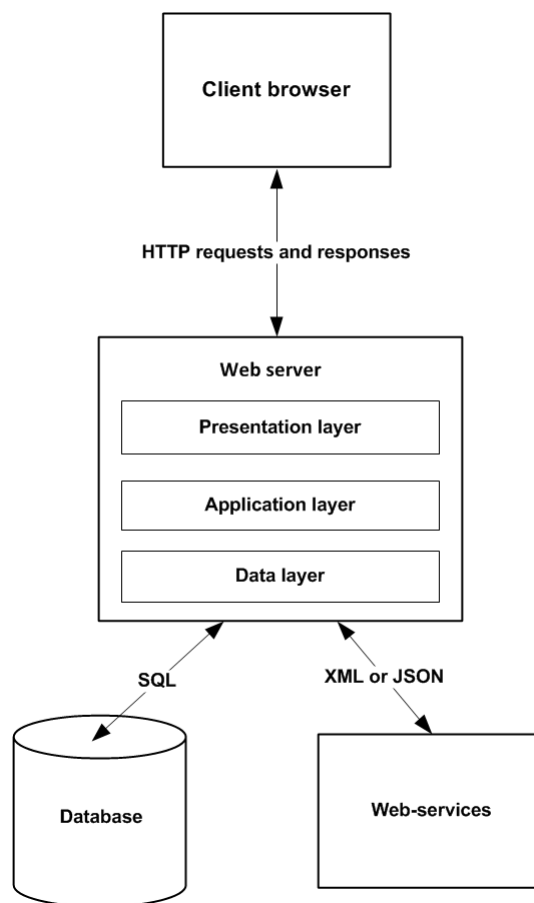 Client browser
HTTP requests and responses
Web server
Presentation layer
Application layer
Data layer
SQL
XML or JSON
Database
Web-services